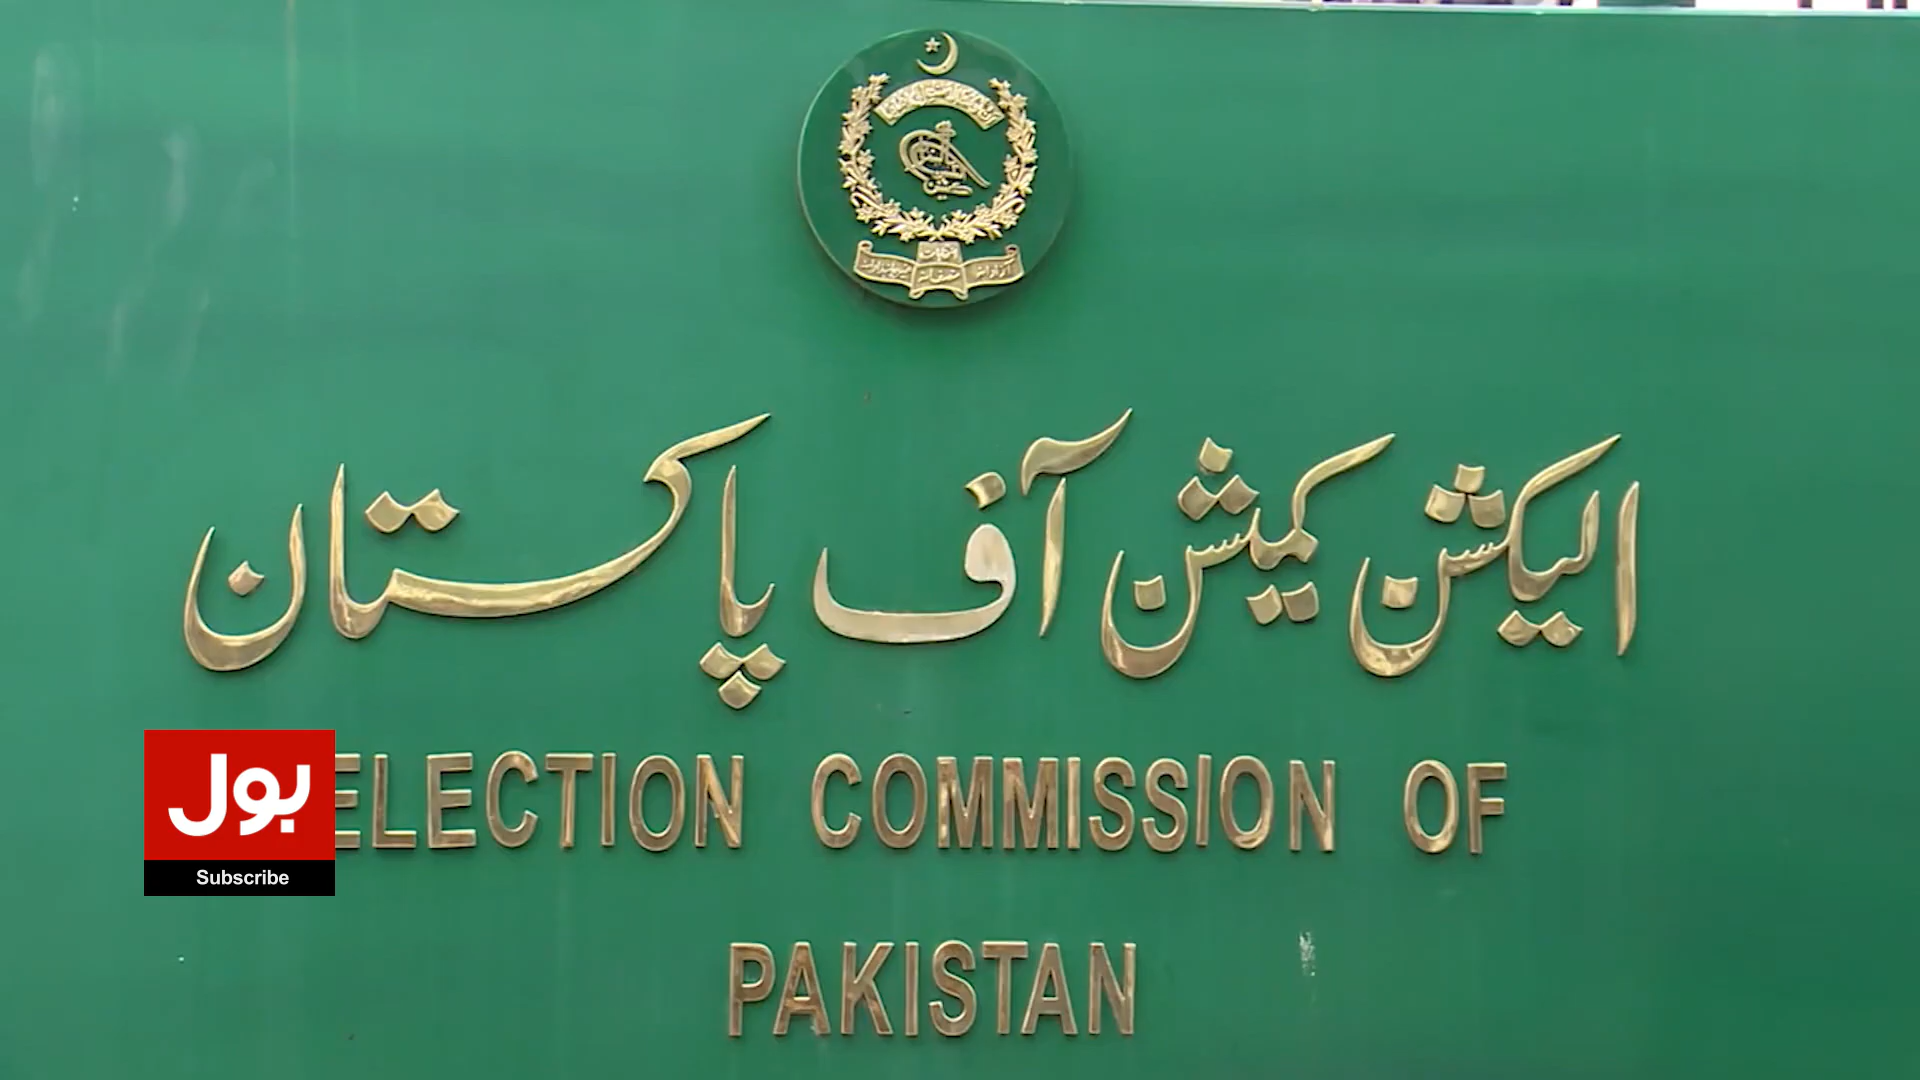 الیکشن کمیشن آف پاکستان
ELECTION COMMISSION OF
PAKISTAN
بول
Subscribe